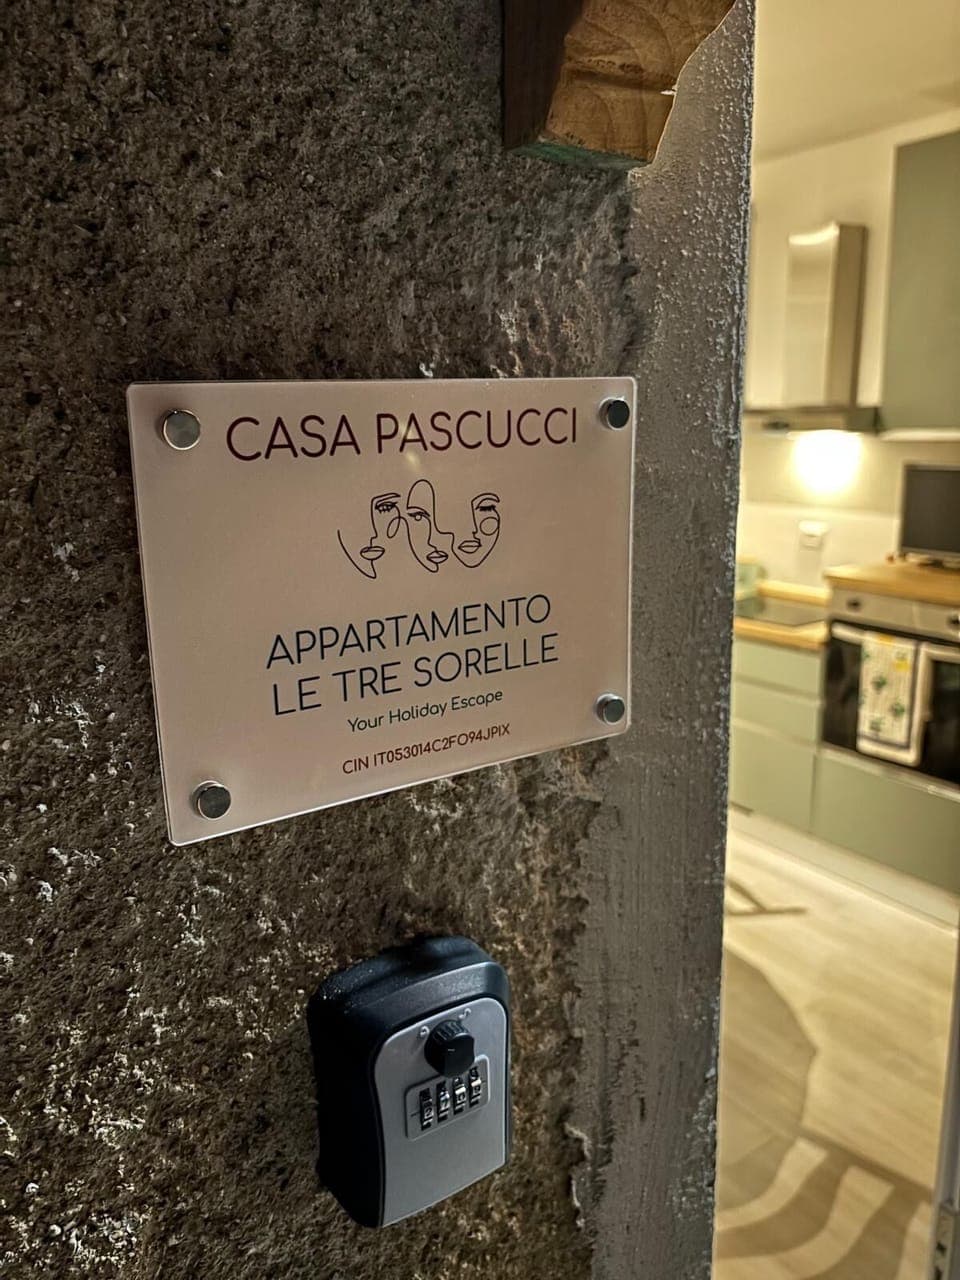 CASA PASCUCCI
APPARTAMENTO
LE TRE SORELLE
Your Holiday Escape
CIN IT053014C2FO94JPIX